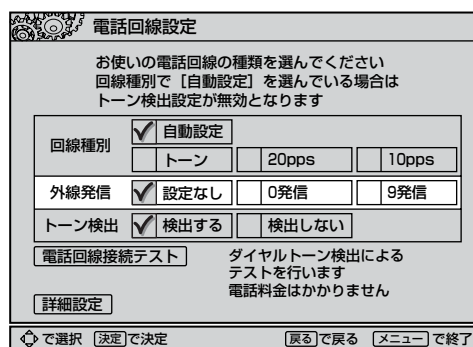 電話回線設定
お使いの電話回線の種類を選んでください
回線種別で［自動設定］を選んでいる場合は
トーン検出設定が無効となります
回線種別 自動設定
トーン 20pps 10pps
外線発信 設定なし 0発信 9発信
トーン検出 検出する 検出しない
電話回線接続テスト ダイヤルトーン検出による
テストを行います
電話料金はかかりません
詳細設定
で選択 決定で決定 戻るで戻る メニューで終了